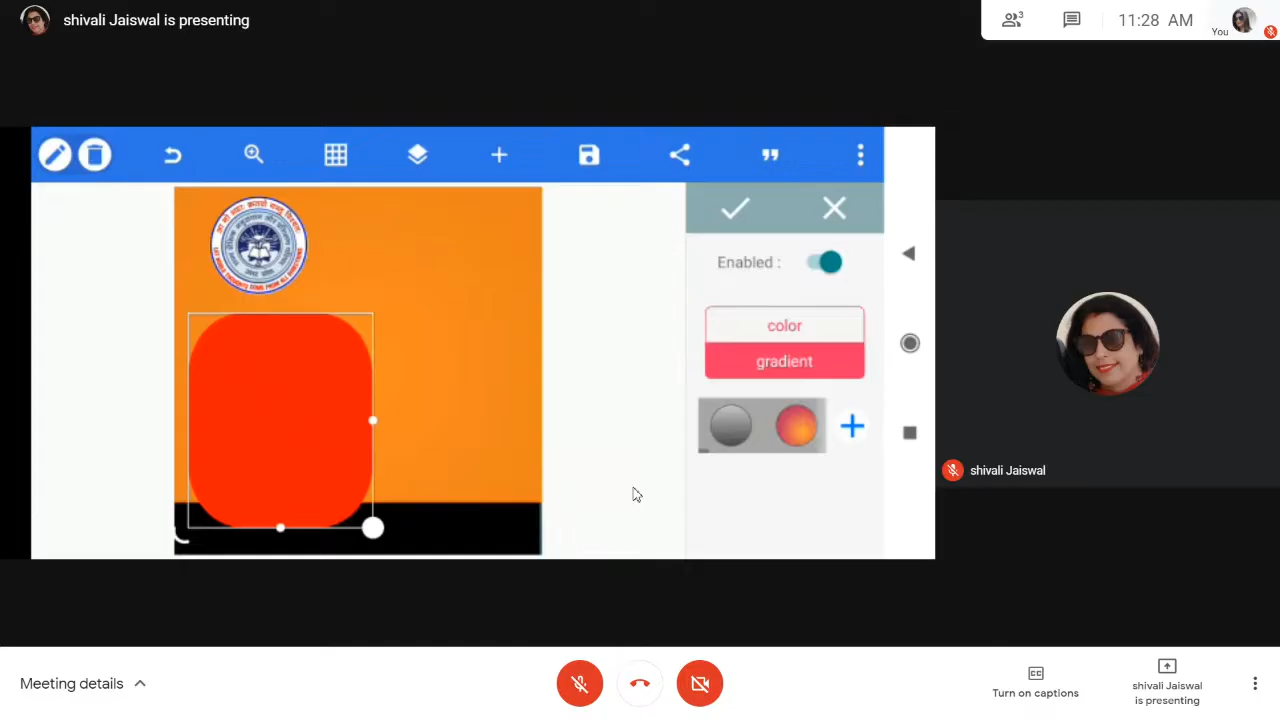 shivali Jaiswal is presenting
3
11:28 AM
You
Enabled :
color
gradient
shivali Jaiswal
Meeting details
Turn on captions
shivali Jaiswal
is presenting